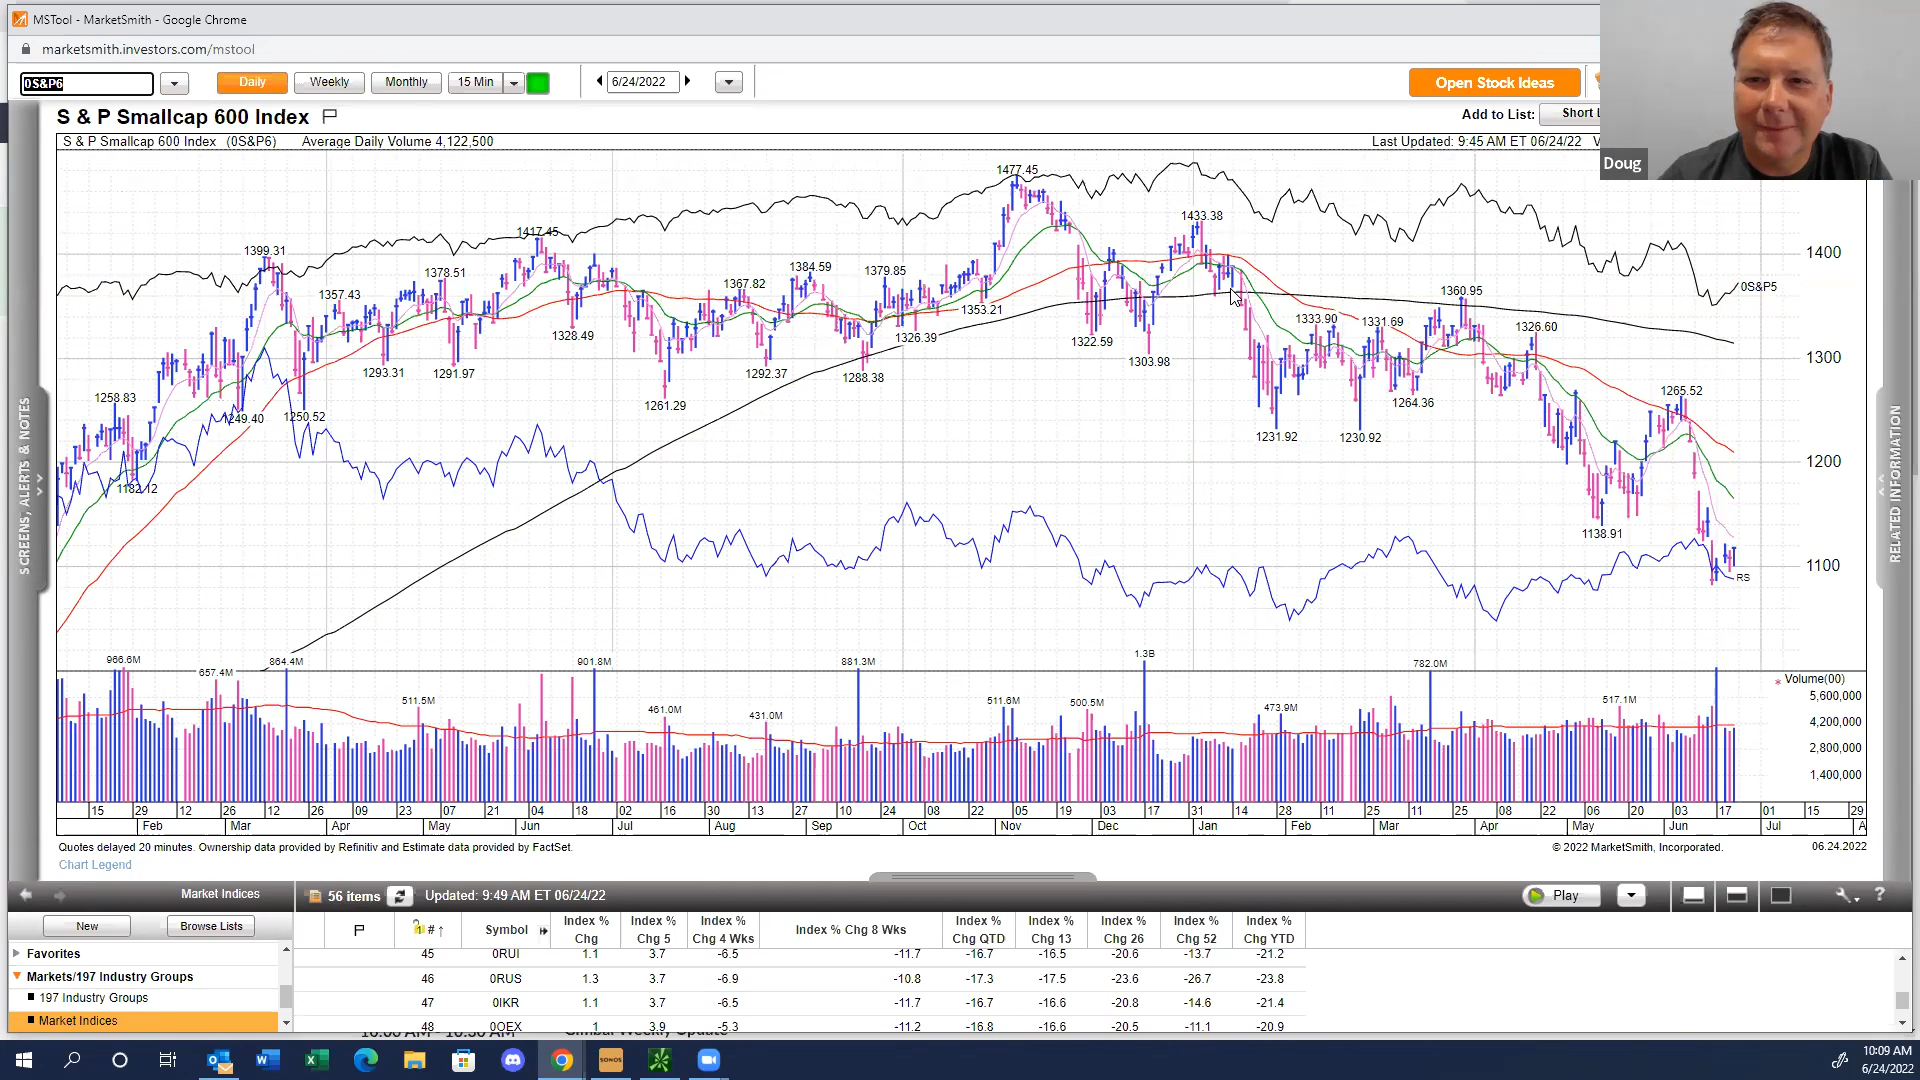 MSTool - MarketSmith - Google Chrome
marketsmith.investors.com/mstool
0S&P6
Daily
Weekly
Monthly
15 Min
6/24/2022
Open Stock Ideas
S & P Smallcap 600 Index
Add to List:
Short
S & P Smallcap 600 Index (0S&P6) Average Daily Volume 4,122,500
Last Updated: 9:45 AM ET 06/24/22
Doug
1477.45
1433.38
1417.45
1399.31
1400
1384.59
1378.51
1379.85
1367.82
1360.95
0S&P5
1357.43
1353.21
1333.90
1331.69
1326.60
1328.49
1326.39
1322.59
1303.98
1300
1293.31
1291.97
1292.37
1288.38
1258.83
1261.29
1264.36
1265.52
1249.40
1250.52
1231.92
1230.92
1200
1182.12
1138.91
1100
RS
SCREENS, ALERTS & NOTES
RELATED INFORMATION
966.6M
657.4M
864.4M
511.5M
901.8M
461.0M
431.0M
881.3M
511.6M
500.5M
1.3B
473.9M
782.0M
517.1M
Volume(00)
5,600,000
4,200,000
2,800,000
1,400,000
15 29 12 26 12 26 09 23 07 21 04 18 02 16 30 13 27 10 24 08 22 05 19 03 17 31 14 28 11 25 11 25 08 22 06 20 03 17 01 15 29
Feb Mar Apr May Jun Jul Aug Sep Oct Nov Dec Jan Feb Mar Apr May Jun Jul A
Quotes delayed 20 minutes. Ownership data provided by Refinitiv and Estimate data provided by FactSet.
© 2022 MarketSmith, Incorporated.
06.24.2022
Chart Legend
Market Indices
56 items
Updated: 9:49 AM ET 06/24/22
Play
?
New
Browse Lists
Favorites
Markets/197 Industry Groups
197 Industry Groups
Market Indices
# Symbol Index % Chg Index % Chg 5 Index % Chg 4 Wks Index % Chg 8 Wks Index % Chg QTD Index % Chg 13 Index % Chg 26 Index % Chg 52 Index % Chg YTD
45 0RUI 1.1 3.7 -6.5 -11.7 -16.7 -16.5 -20.6 -13.7 -21.2
46 0RUS 1.3 3.7 -6.9 -10.8 -17.3 -17.5 -23.6 -26.7 -23.8
47 0IKR 1.1 3.7 -6.5 -11.7 -16.7 -16.6 -20.8 -14.6 -21.4
48 0OEX 1 3.9 -5.3 -11.2 -16.8 -16.6 -20.5 -11.1 -20.9
SONOS
10:09 AM
6/24/2022